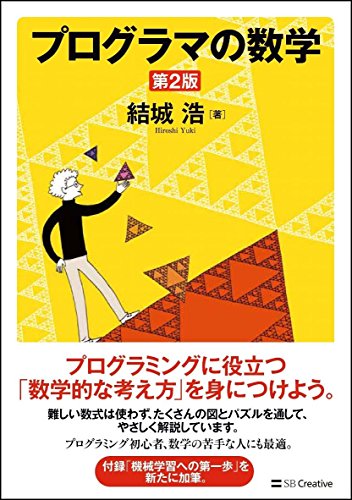 プログラマの数学
第2版
結城 浩[著]
Hiroshi Yuki
プログラミングに役立つ
「数学的な考え方」を身につけよう。
難しい数式は使わず、たくさんの図とパズルを通して、
やさしく解説しています。
プログラミング初心者、数学の苦手な人にも最適。
付録「機械学習への第一歩」を
新たに加筆。
SB Creative